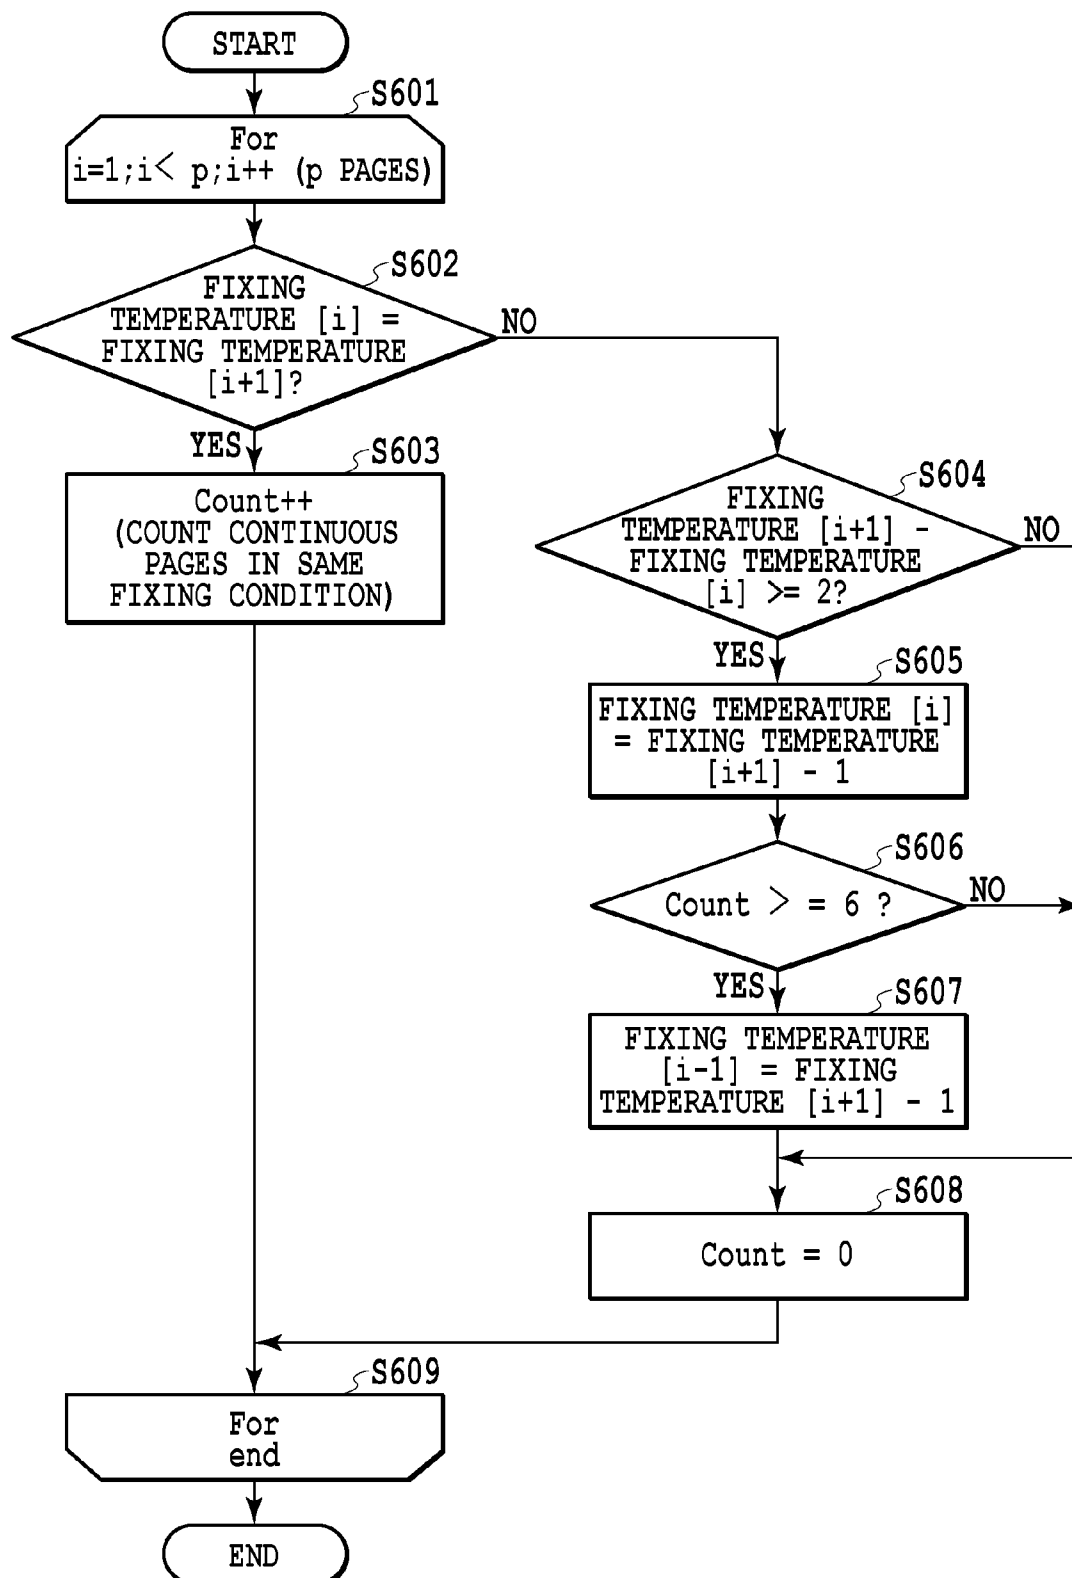 START
S601
For
i=1;i< p;i++ (p PAGES)
S602
FIXING
TEMPERATURE [i] =
FIXING TEMPERATURE
[i+1]?
NO
YES
S603
Count++
(COUNT CONTINUOUS
PAGES IN SAME
FIXING CONDITION)
S604
FIXING
TEMPERATURE [i+1] -
FIXING TEMPERATURE
[i] >= 2?
NO
YES
S605
FIXING TEMPERATURE [i]
= FIXING TEMPERATURE
[i+1] - 1
S606
Count > = 6 ?
NO
YES
S607
FIXING TEMPERATURE
[i-1] = FIXING
TEMPERATURE [i+1] - 1
S608
Count = 0
S609
For
end
END